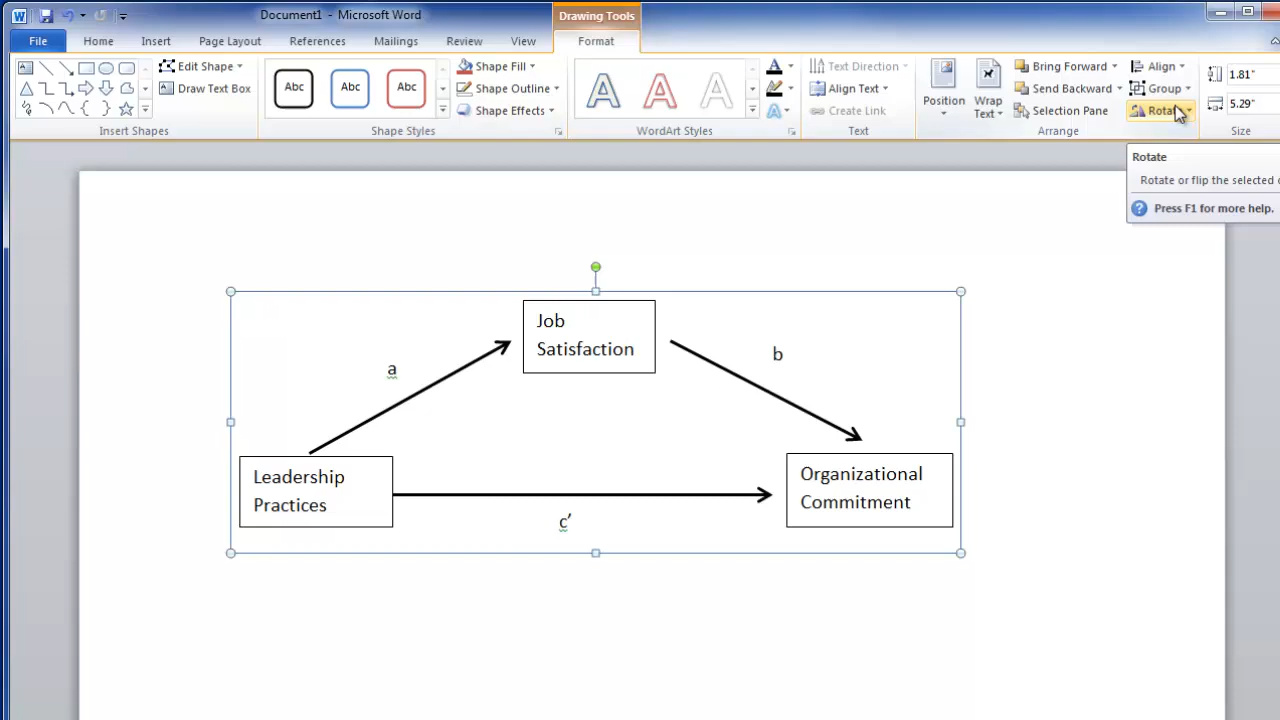 Document1 - Microsoft Word
Drawing Tools
File Home Insert Page Layout References Mailings Review View Format
Edit Shape
Draw Text Box
Insert Shapes
Abc Abc Abc
Shape Fill
Shape Outline
Shape Effects
Shape Styles
A A A
WordArt Styles
Text Direction
Align Text
Create Link
Text
Position
Wrap
Text
Bring Forward
Send Backward
Selection Pane
Align
Group
Arrange
1.81"
5.29"
Size
Rotate
Rotate or flip the selected
Press F1 for more help.
Job
Satisfaction
a
b
Leadership
Practices
Organizational
Commitment
c’